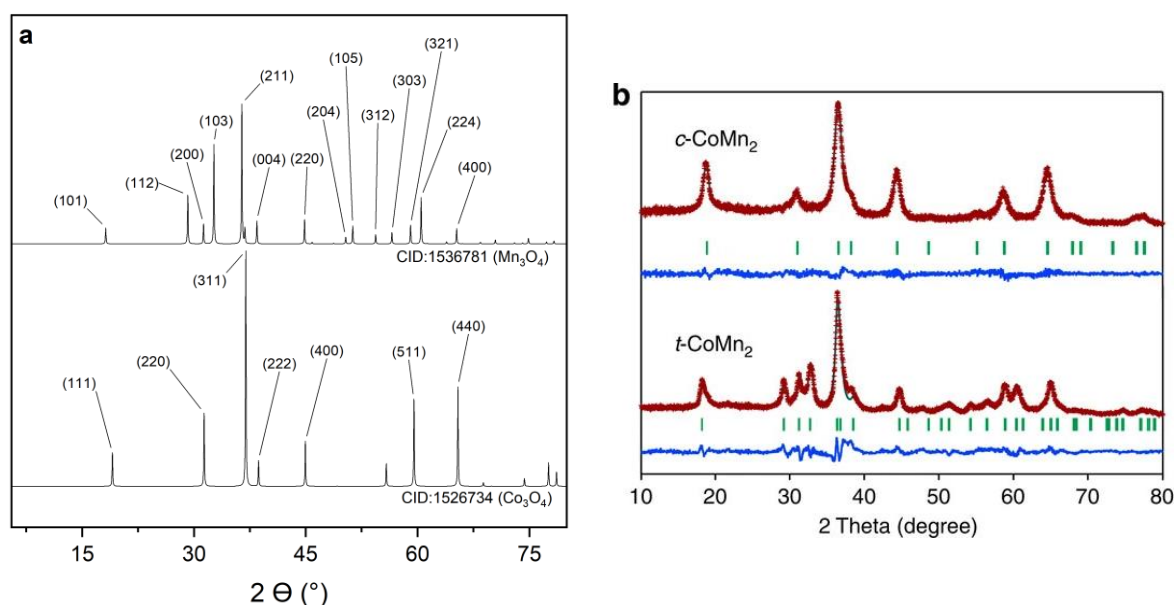 a
(101)
(112)
(200)
(103)
(211)
(004)
(220)
(204)
(105)
(312)
(303)
(321)
(224)
(400)
CID:1536781 (Mn₃O₄)
(111)
(220)
(311)
(222)
(400)
(511)
(440)
CID:1526734 (Co₃O₄)
15 30 45 60 75
2 Θ (°)
b
c-CoMn₂
t-CoMn₂
10 20 30 40 50 60 70 80
2 Theta (degree)